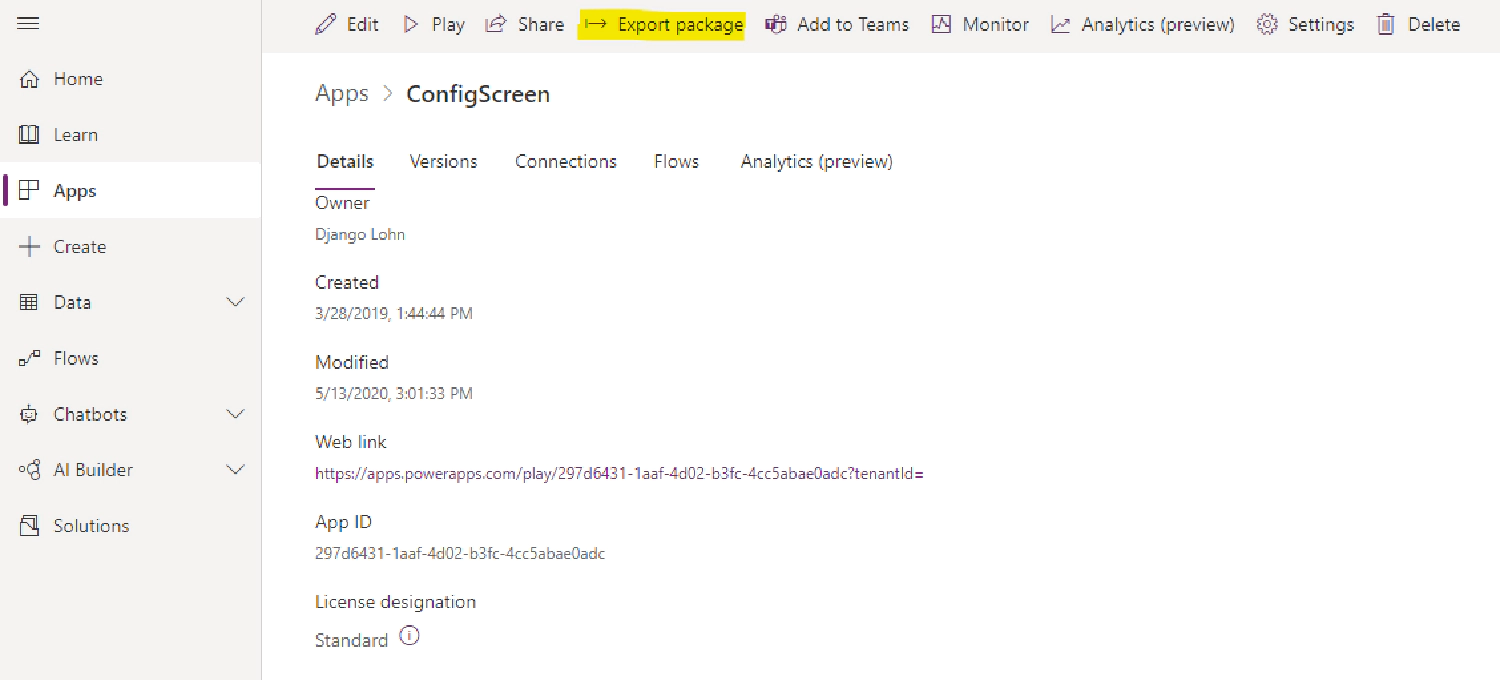 Edit Play Share Export package Add to Teams Monitor Analytics (preview) Settings Delete
Home
Learn
Apps
Create
Data
Flows
Chatbots
AI Builder
Solutions
Apps > ConfigScreen
Details Versions Connections Flows Analytics (preview)
Owner
Django Lohn
Created
3/28/2019, 1:44:44 PM
Modified
5/13/2020, 3:01:33 PM
Web link
https://apps.powerapps.com/play/297d6431-1aaf-4d02-b3fc-4cc5abae0adc?tenantId=
App ID
297d6431-1aaf-4d02-b3fc-4cc5abae0adc
License designation
Standard